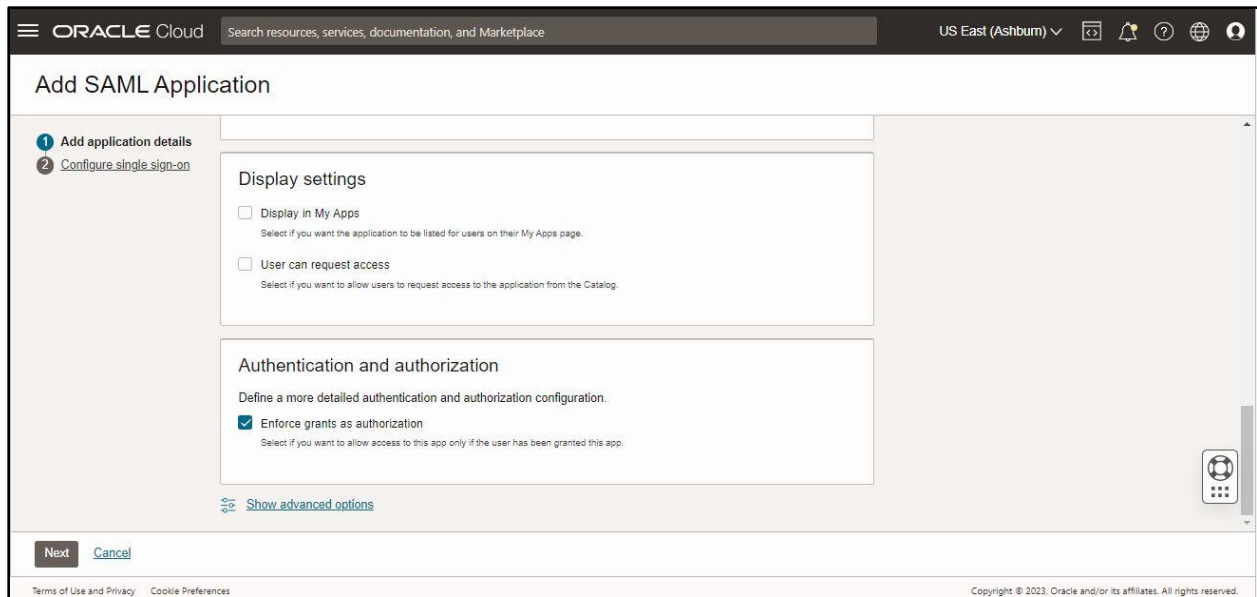 ORACLE Cloud
Search resources, services, documentation, and Marketplace
US East (Ashburn)
Add SAML Application
1 Add application details
2 Configure single sign-on
Display settings
Display in My Apps
Select if you want the application to be listed for users on their My Apps page.
User can request access
Select if you want to allow users to request access to the application from the Catalog.
Authentication and authorization
Define a more detailed authentication and authorization configuration.
Enforce grants as authorization
Select if you want to allow access to this app only if the user has been granted this app.
Show advanced options
Next Cancel
Terms of Use and Privacy Cookie Preferences
Copyright © 2023, Oracle and/or its affiliates. All rights reserved.